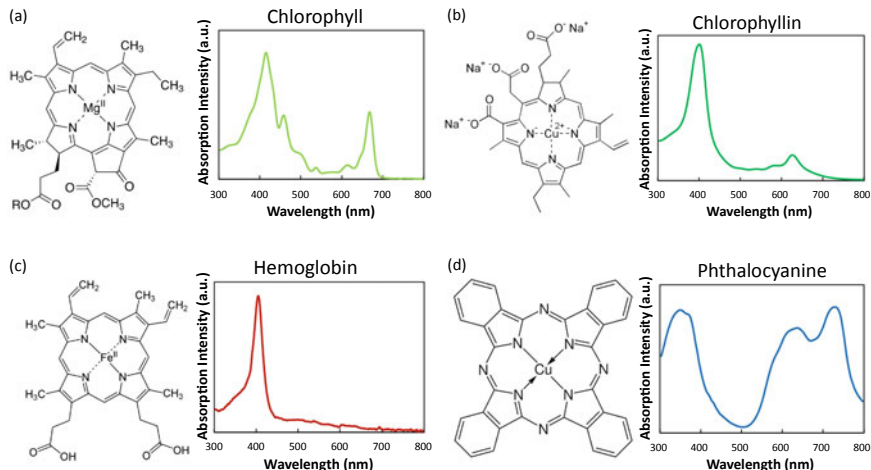 (a)
Chlorophyll
CH₂
CH₃
H₃C
CH₃
N
N
Mg^II
N
N
CH₃
H₃C
O
O
C
OCH₃
RO
O
Absorption Intensity (a.u.)
300 400 500 600 700 800
Wavelength (nm)
(b)
Chlorophyllin
O⁻ Na⁺
O
Na⁺ ⁻O
O
O
Na⁺ ⁻O
N
N
Cu
2+
N
N
Absorption Intensity (a.u.)
300 400 500 600 700 800
Wavelength (nm)
(c)
Hemoglobin
CH₂
CH₃
CH₂
H₃C
N
N
Fe^II
N
N
H₃C
CH₃
O
OH
O
OH
Absorption Intensity (a.u.)
300 400 500 600 700 800
Wavelength (nm)
(d)
Phthalocyanine
N
N
N
N
Cu
N
N
N
N
Absorption Intensity (a.u.)
300 400 500 600 700 800
Wavelength (nm)